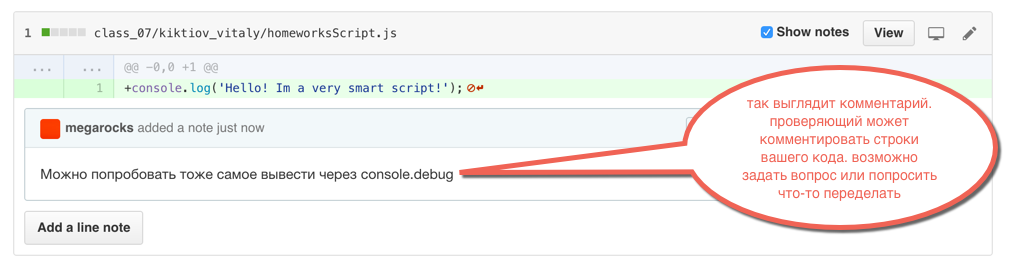 1 class_07/kiktiov_vitaly/homeworksScript.js Show notes View
... ... @@ -0,0 +1 @@
1 +console.log('Hello! Im a very smart script!');
megarocks added a note just now
Можно попробовать тоже самое вывести через console.debug
Add a line note
так выглядит комментарий.
проверяющий может
комментировать строки
вашего кода. возможно
задать вопрос или попросить
что-то переделать